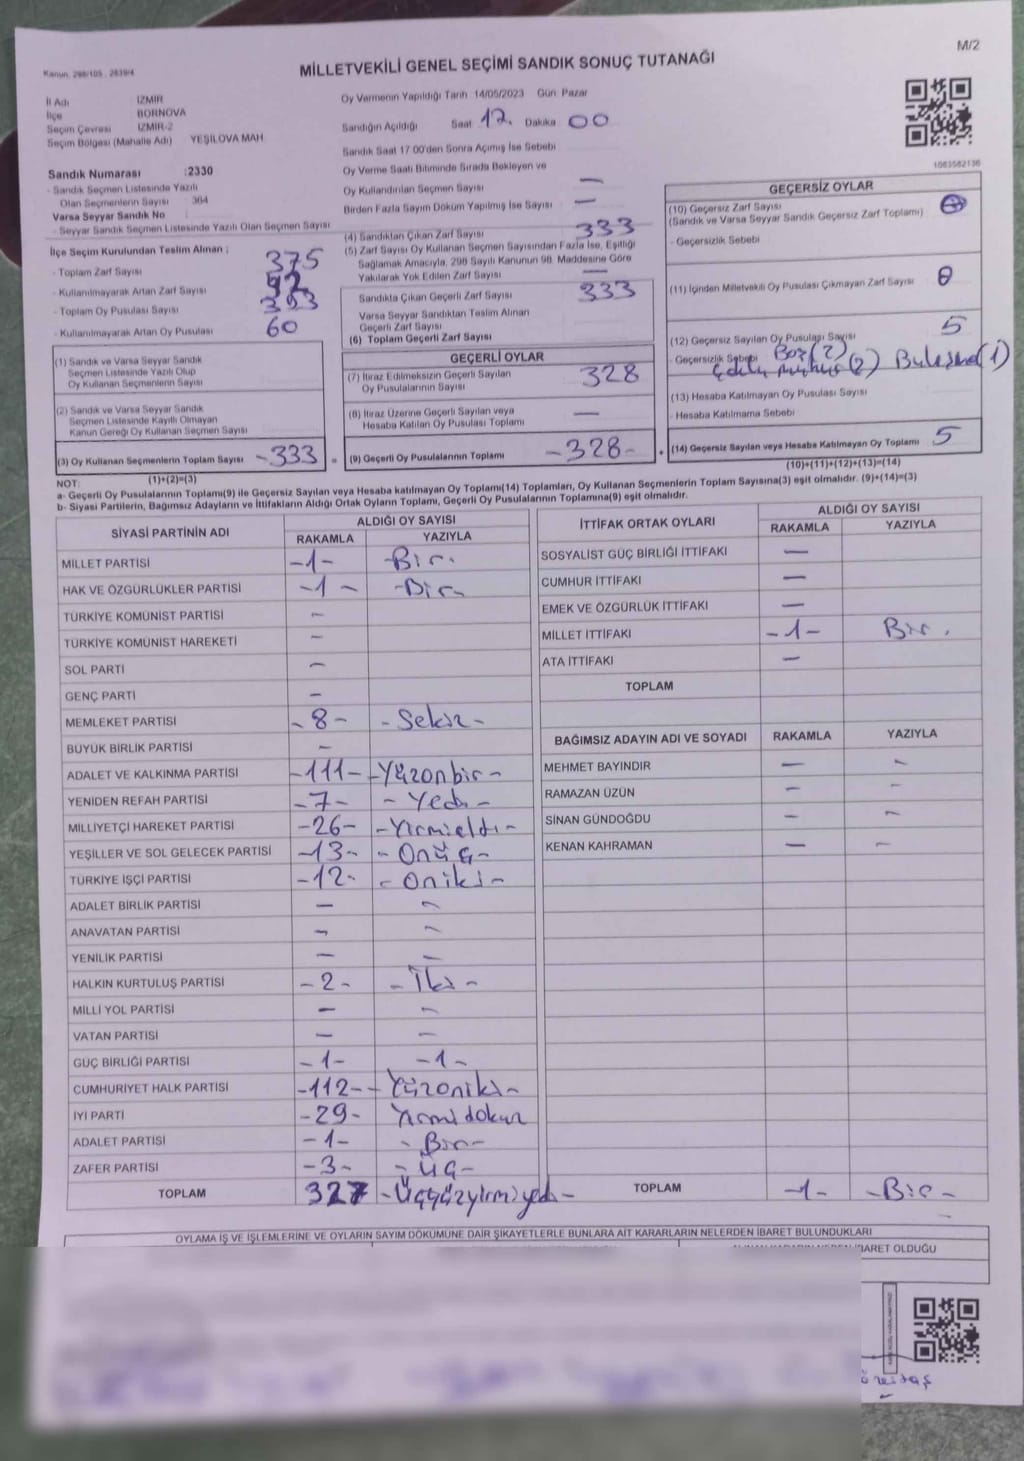 M/2
Kanun: 298/105 , 2839/4
MİLLETVEKİLİ GENEL SEÇİMİ SANDIK SONUÇ TUTANAĞI
İl Adı İZMİR
İlçe BORNOVA
Seçim Çevresi İZMİR-2
Seçim Bölgesi (Mahalle Adı) YEŞİLOVA MAH
Sandık Numarası :2330
- Sandık Seçmen Listesinde Yazılı
Olan Seçmenlerin Sayısı 364
Varsa Seyyar Sandık No :
- Seyyar Sandık Seçmen Listesinde Yazılı Olan Seçmen Sayısı
İlçe Seçim Kurulundan Teslim Alınan ;
- Toplam Zarf Sayısı 375
- Kullanılmayarak Artan Zarf Sayısı
- Toplam Oy Pusulası Sayısı
- Kullanılmayarak Artan Oy Pusulası 60
(1) Sandık ve Varsa Seyyar Sandık
Seçmen Listesinde Yazılı Olup
Oy Kullanan Seçmenlerin Sayısı
(2) Sandık ve Varsa Seyyar Sandık
Seçmen Listesinde Kayıtlı Olmayan
Kanun Gereği Oy Kullanan Seçmen Sayısı
(3) Oy Kullanan Seçmenlerin Toplam Sayısı -333
(1)+(2)=(3)
Oy Vermenin Yapıldığı Tarih 14/05/2023 Gün Pazar
Sandığın Açıldığı Saat 17. Dakika 00
Sandık Saat 17:00'den Sonra Açılmış İse Sebebi
Oy Verme Saati Bitiminde Sırada Bekleyen ve
Oy Kullandırılan Seçmen Sayısı —
Birden Fazla Sayım Döküm Yapılmış İse Sayısı —
(4) Sandıktan Çıkan Zarf Sayısı 333
(5) Zarf Sayısı Oy Kullanan Seçmen Sayısından Fazla İse, Eşitliği
Sağlamak Amacıyla, 298 Sayılı Kanunun 98. Maddesine Göre
Yakılarak Yok Edilen Zarf Sayısı —
Sandıkta Çıkan Geçerli Zarf Sayısı 333
Varsa Seyyar Sandıktan Teslim Alınan
Geçerli Zarf Sayısı
(6) Toplam Geçerli Zarf Sayısı
GEÇERLİ OYLAR
(7) İtiraz Edilmeksizin Geçerli Sayılan
Oy Pusulalarının Sayısı 328
(8) İtiraz Üzerine Geçerli Sayılan veya
Hesaba Katılan Oy Pusulası Toplamı —
= (9) Geçerli Oy Pusulalarının Toplamı -328-
1083582136
GEÇERSİZ OYLAR
(10) Geçersiz Zarf Sayısı
(Sandık ve Varsa Seyyar Sandık Geçersiz Zarf Toplamı)
- Geçersizlik Sebebi
(11) İçinden Milletvekili Oy Pusulası Çıkmayan Zarf Sayısı 0
(12) Geçersiz Sayılan Oy Pusulası Sayısı 5
- Geçersizlik Sebebi Boş(2) (2) (1)
(13) Hesaba Katılmayan Oy Pusulası Sayısı
- Hesaba Katılmama Sebebi
+ (14) Geçersiz Sayılan veya Hesaba Katılmayan Oy Toplamı 5
(10)+(11)+(12)+(13)=(14)
NOT:
a- Geçerli Oy Pusulalarının Toplamı(9) ile Geçersiz Sayılan veya Hesaba katılmayan Oy Toplamı(14) Toplamları, Oy Kullanan Seçmenlerin Toplam Sayısına(3) eşit olmalıdır. (9)+(14)=(3)
b- Siyasi Partilerin, Bağımsız Adayların ve İttifakların Aldığı Ortak Oyların Toplamı, Geçerli Oy Pusulalarının Toplamına(9) eşit olmalıdır.
SİYASİ PARTİNİN ADI ALDIĞI OY SAYISI
RAKAMLA YAZIYLA
MİLLET PARTİSİ -1- -Bir.
HAK VE ÖZGÜRLÜKLER PARTİSİ -1- -Bir-
TÜRKİYE KOMÜNİST PARTİSİ -
TÜRKİYE KOMÜNİST HAREKETİ -
SOL PARTİ -
GENÇ PARTİ -
MEMLEKET PARTİSİ -8- -Sekiz-
BÜYÜK BİRLİK PARTİSİ -
ADALET VE KALKINMA PARTİSİ -111- -Yüzonbir-
YENİDEN REFAH PARTİSİ -7- -Yedi-
MİLLİYETÇİ HAREKET PARTİSİ -26- -Yirmialtı-
YEŞİLLER VE SOL GELECEK PARTİSİ -13- -Onüç-
TÜRKİYE İŞÇİ PARTİSİ -12- -Oniki-
ADALET BİRLİK PARTİSİ - -
ANAVATAN PARTİSİ - -
YENİLİK PARTİSİ - -
HALKIN KURTULUŞ PARTİSİ -2- -İki-
MİLLİ YOL PARTİSİ - -
VATAN PARTİSİ - -
GÜÇ BİRLİĞİ PARTİSİ -1- -1-
CUMHURİYET HALK PARTİSİ -112- -Yüzoniki-
İYİ PARTİ -29- Yirmidokuz
ADALET PARTİSİ -1- -Bir-
ZAFER PARTİSİ -3- -Üç-
TOPLAM 327 -Üçyüzyirmiyedi-
İTTİFAK ORTAK OYLARI ALDIĞI OY SAYISI
RAKAMLA YAZIYLA
SOSYALİST GÜÇ BİRLİĞİ İTTİFAKI —
CUMHUR İTTİFAKI —
EMEK VE ÖZGÜRLÜK İTTİFAKI —
MİLLET İTTİFAKI -1- Bir.
ATA İTTİFAKI —
TOPLAM
BAĞIMSIZ ADAYIN ADI VE SOYADI RAKAMLA YAZIYLA
MEHMET BAYINDIR — -
RAMAZAN ÜZÜN - -
SİNAN GÜNDOĞDU - -
KENAN KAHRAMAN — -
TOPLAM -1- -Bir-
OYLAMA İŞ VE İŞLEMLERİNE VE OYLARIN SAYIM DÖKÜMÜNE DAİR ŞİKAYETLERLE BUNLARA AİT KARARLARIN NELERDEN İBARET BULUNDUKLARI
İBARET OLDUĞU